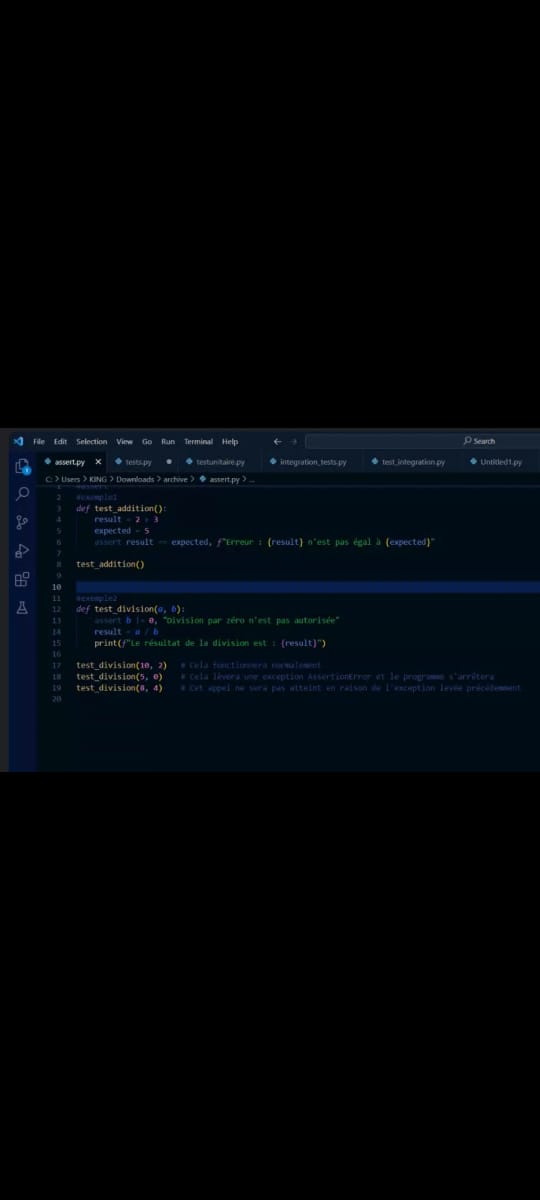 File Edit Selection View Go Run Terminal Help Search
assert.py tests.py testunitaire.py integration_tests.py test_integration.py Untitled1.py
C: > Users > KING > Downloads > archive > assert.py > ...
1 #assert
2 #exemple1
3 def test_addition():
4 result = 2 + 3
5 expected = 5
6 assert result == expected, f"Erreur : {result} n'est pas égal à {expected}"
7
8 test_addition()
9
10
11 #exemple2
12 def test_division(a, b):
13 assert b != 0, "Division par zéro n'est pas autorisée"
14 result = a / b
15 print(f"Le résultat de la division est : {result}")
16
17 test_division(10, 2) # Cela fonctionnera normalement
18 test_division(5, 0) # Cela lèvera une exception AssertionError et le programme s'arrêtera
19 test_division(8, 4) # Cet appel ne sera pas atteint en raison de l'exception levée précédemment
20